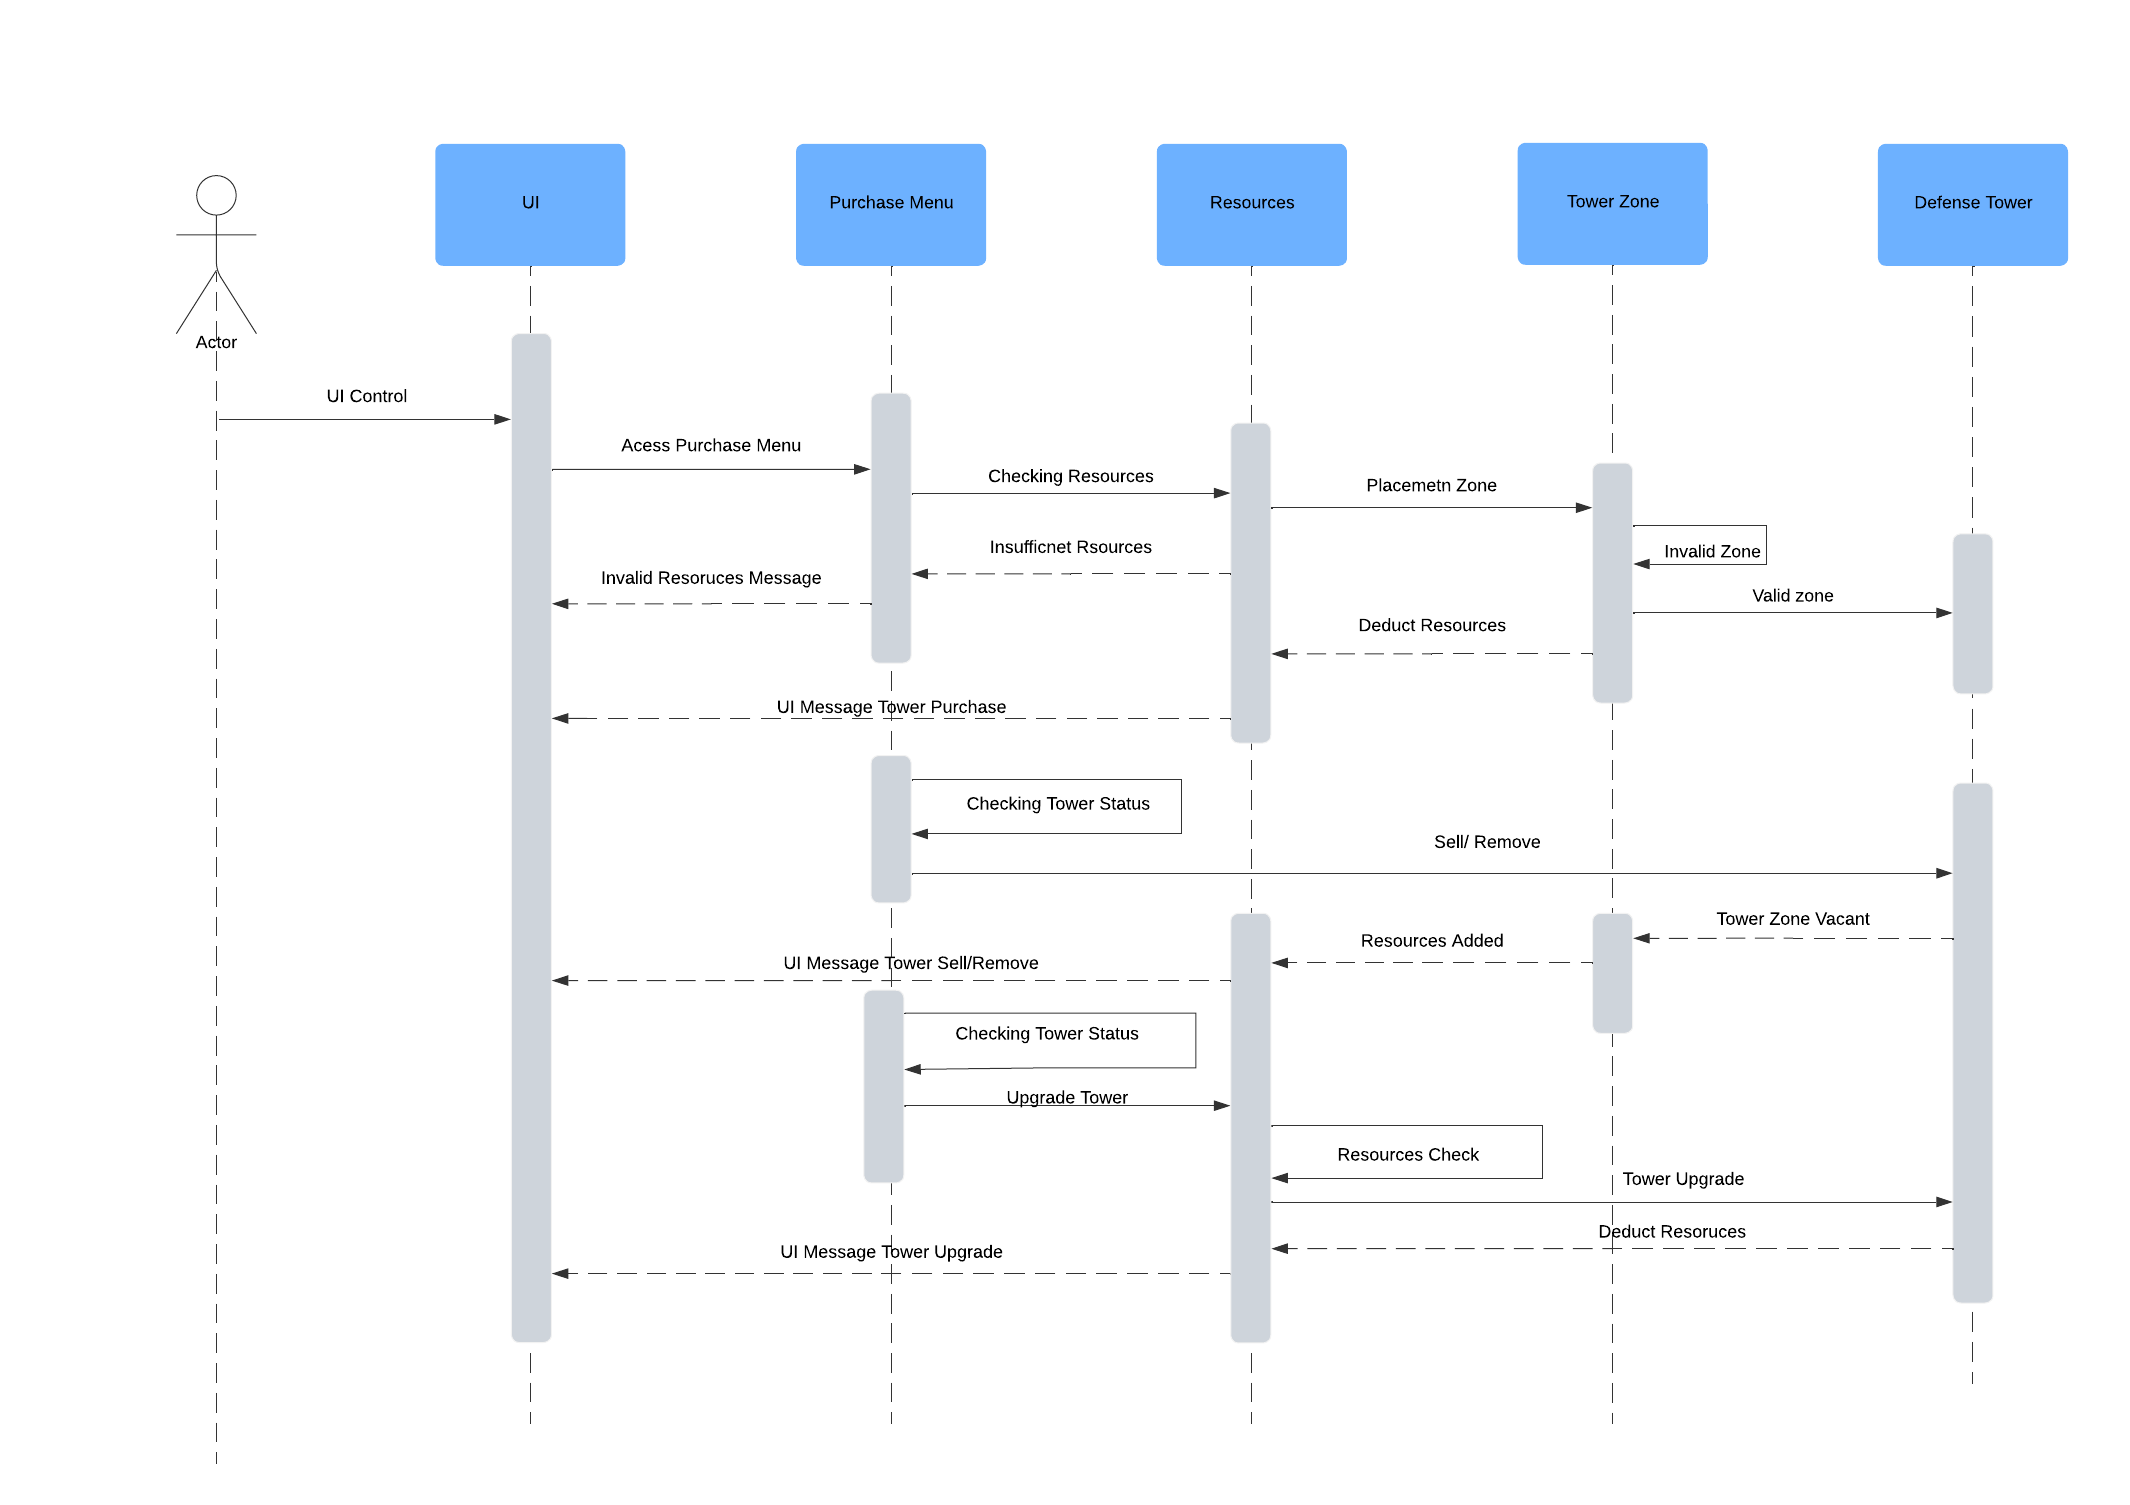 UI
Purchase Menu
Resources
Tower Zone
Defense Tower
Actor
UI Control
Acess Purchase Menu
Checking Resources
Placemetn Zone
Insufficnet Rsources
Invalid Zone
Invalid Resoruces Message
Valid zone
Deduct Resources
UI Message Tower Purchase
Checking Tower Status
Sell/ Remove
Tower Zone Vacant
Resources Added
UI Message Tower Sell/Remove
Checking Tower Status
Upgrade Tower
Resources Check
Tower Upgrade
Deduct Resoruces
UI Message Tower Upgrade